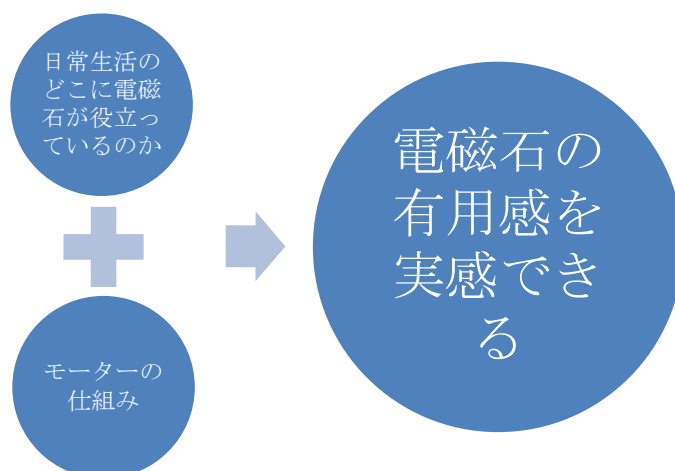 日常生活の
どこに電磁
石が役立っ
ているのか
モーターの
仕組み
電磁石の
有用感を
実感でき
る